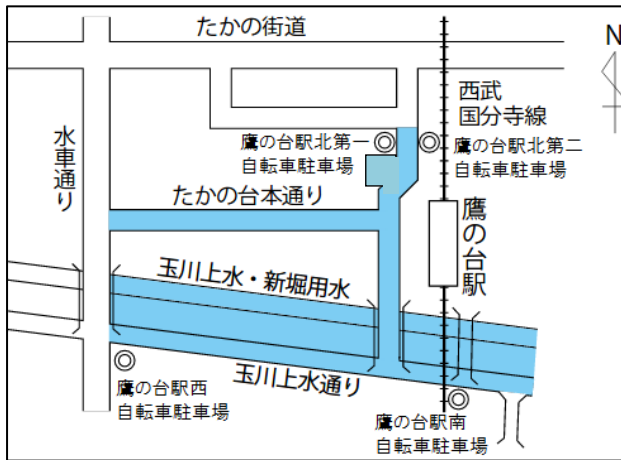 たかの街道
N
西武
国分寺線
水車通り
鷹の台駅北第一
自転車駐車場
鷹の台駅北第二
自転車駐車場
たかの台本通り
鷹の台駅
玉川上水・新堀用水
玉川上水通り
鷹の台駅西
自転車駐車場
鷹の台駅南
自転車駐車場